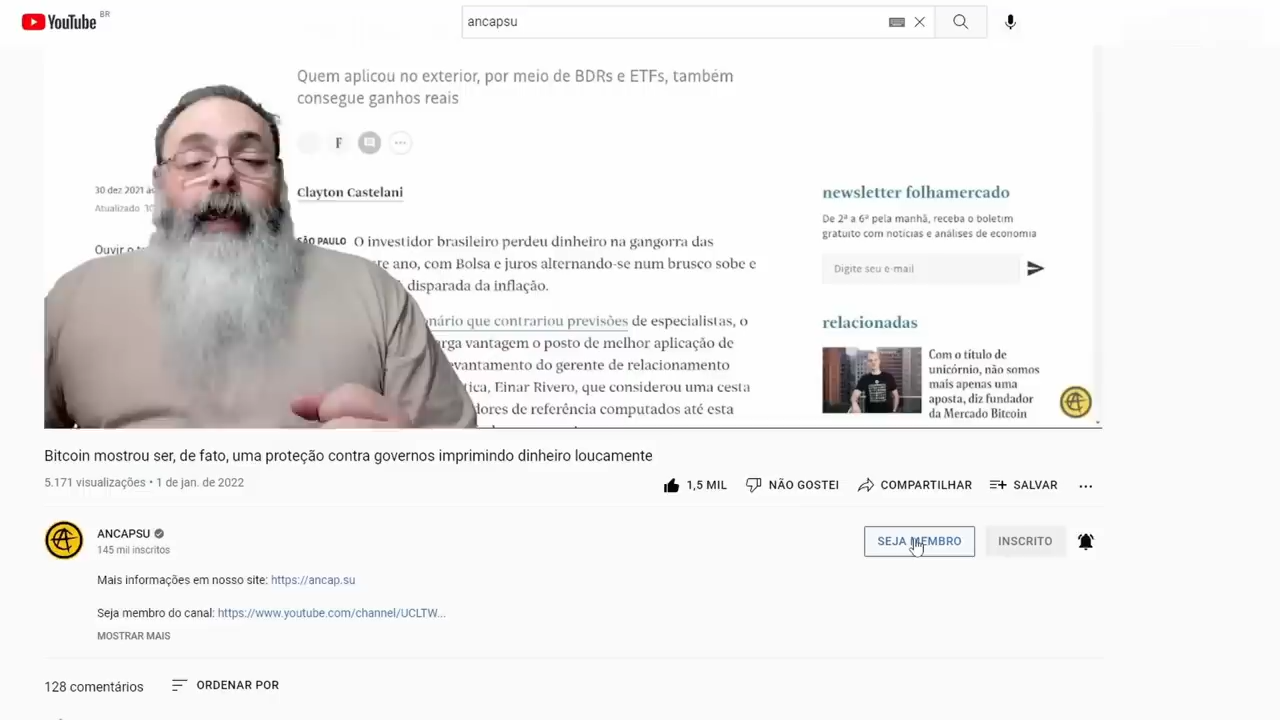 YouTube BR
ancapsu
Quem aplicou no exterior, por meio de BDRs e ETFs, também
consegue ganhos reais
F
30 dez 2021
Clayton Castelani
Atualizado
newsletter folhamercado
De 2ª a 6ª pela manhã, receba o boletim
gratuito com notícias e análises de economia
Digite seu e-mail
Ouvir o
SÃO PAULO O investidor brasileiro perdeu dinheiro na gangorra das
ano, com Bolsa e juros alternando-se num brusco sobe e
disparada da inflação.
que contrariou previsões de especialistas, o
vantagem o posto de melhor aplicação de
do gerente de relacionamento
Einar Rivero, que considerou uma cesta
de referência computados até esta
relacionadas
Com o título de
unicórnio, não somos
mais apenas uma
aposta, diz fundador
da Mercado Bitcoin
Bitcoin mostrou ser, de fato, uma proteção contra governos imprimindo dinheiro loucamente
5.171 visualizações • 1 de jan. de 2022
1,5 MIL NÃO GOSTEI COMPARTILHAR SALVAR
ANCAPSU
145 mil inscritos
SEJA MEMBRO INSCRITO
Mais informações em nosso site: https://ancap.su
Seja membro do canal: https://www.youtube.com/channel/UCLTW...
MOSTRAR MAIS
128 comentários ORDENAR POR